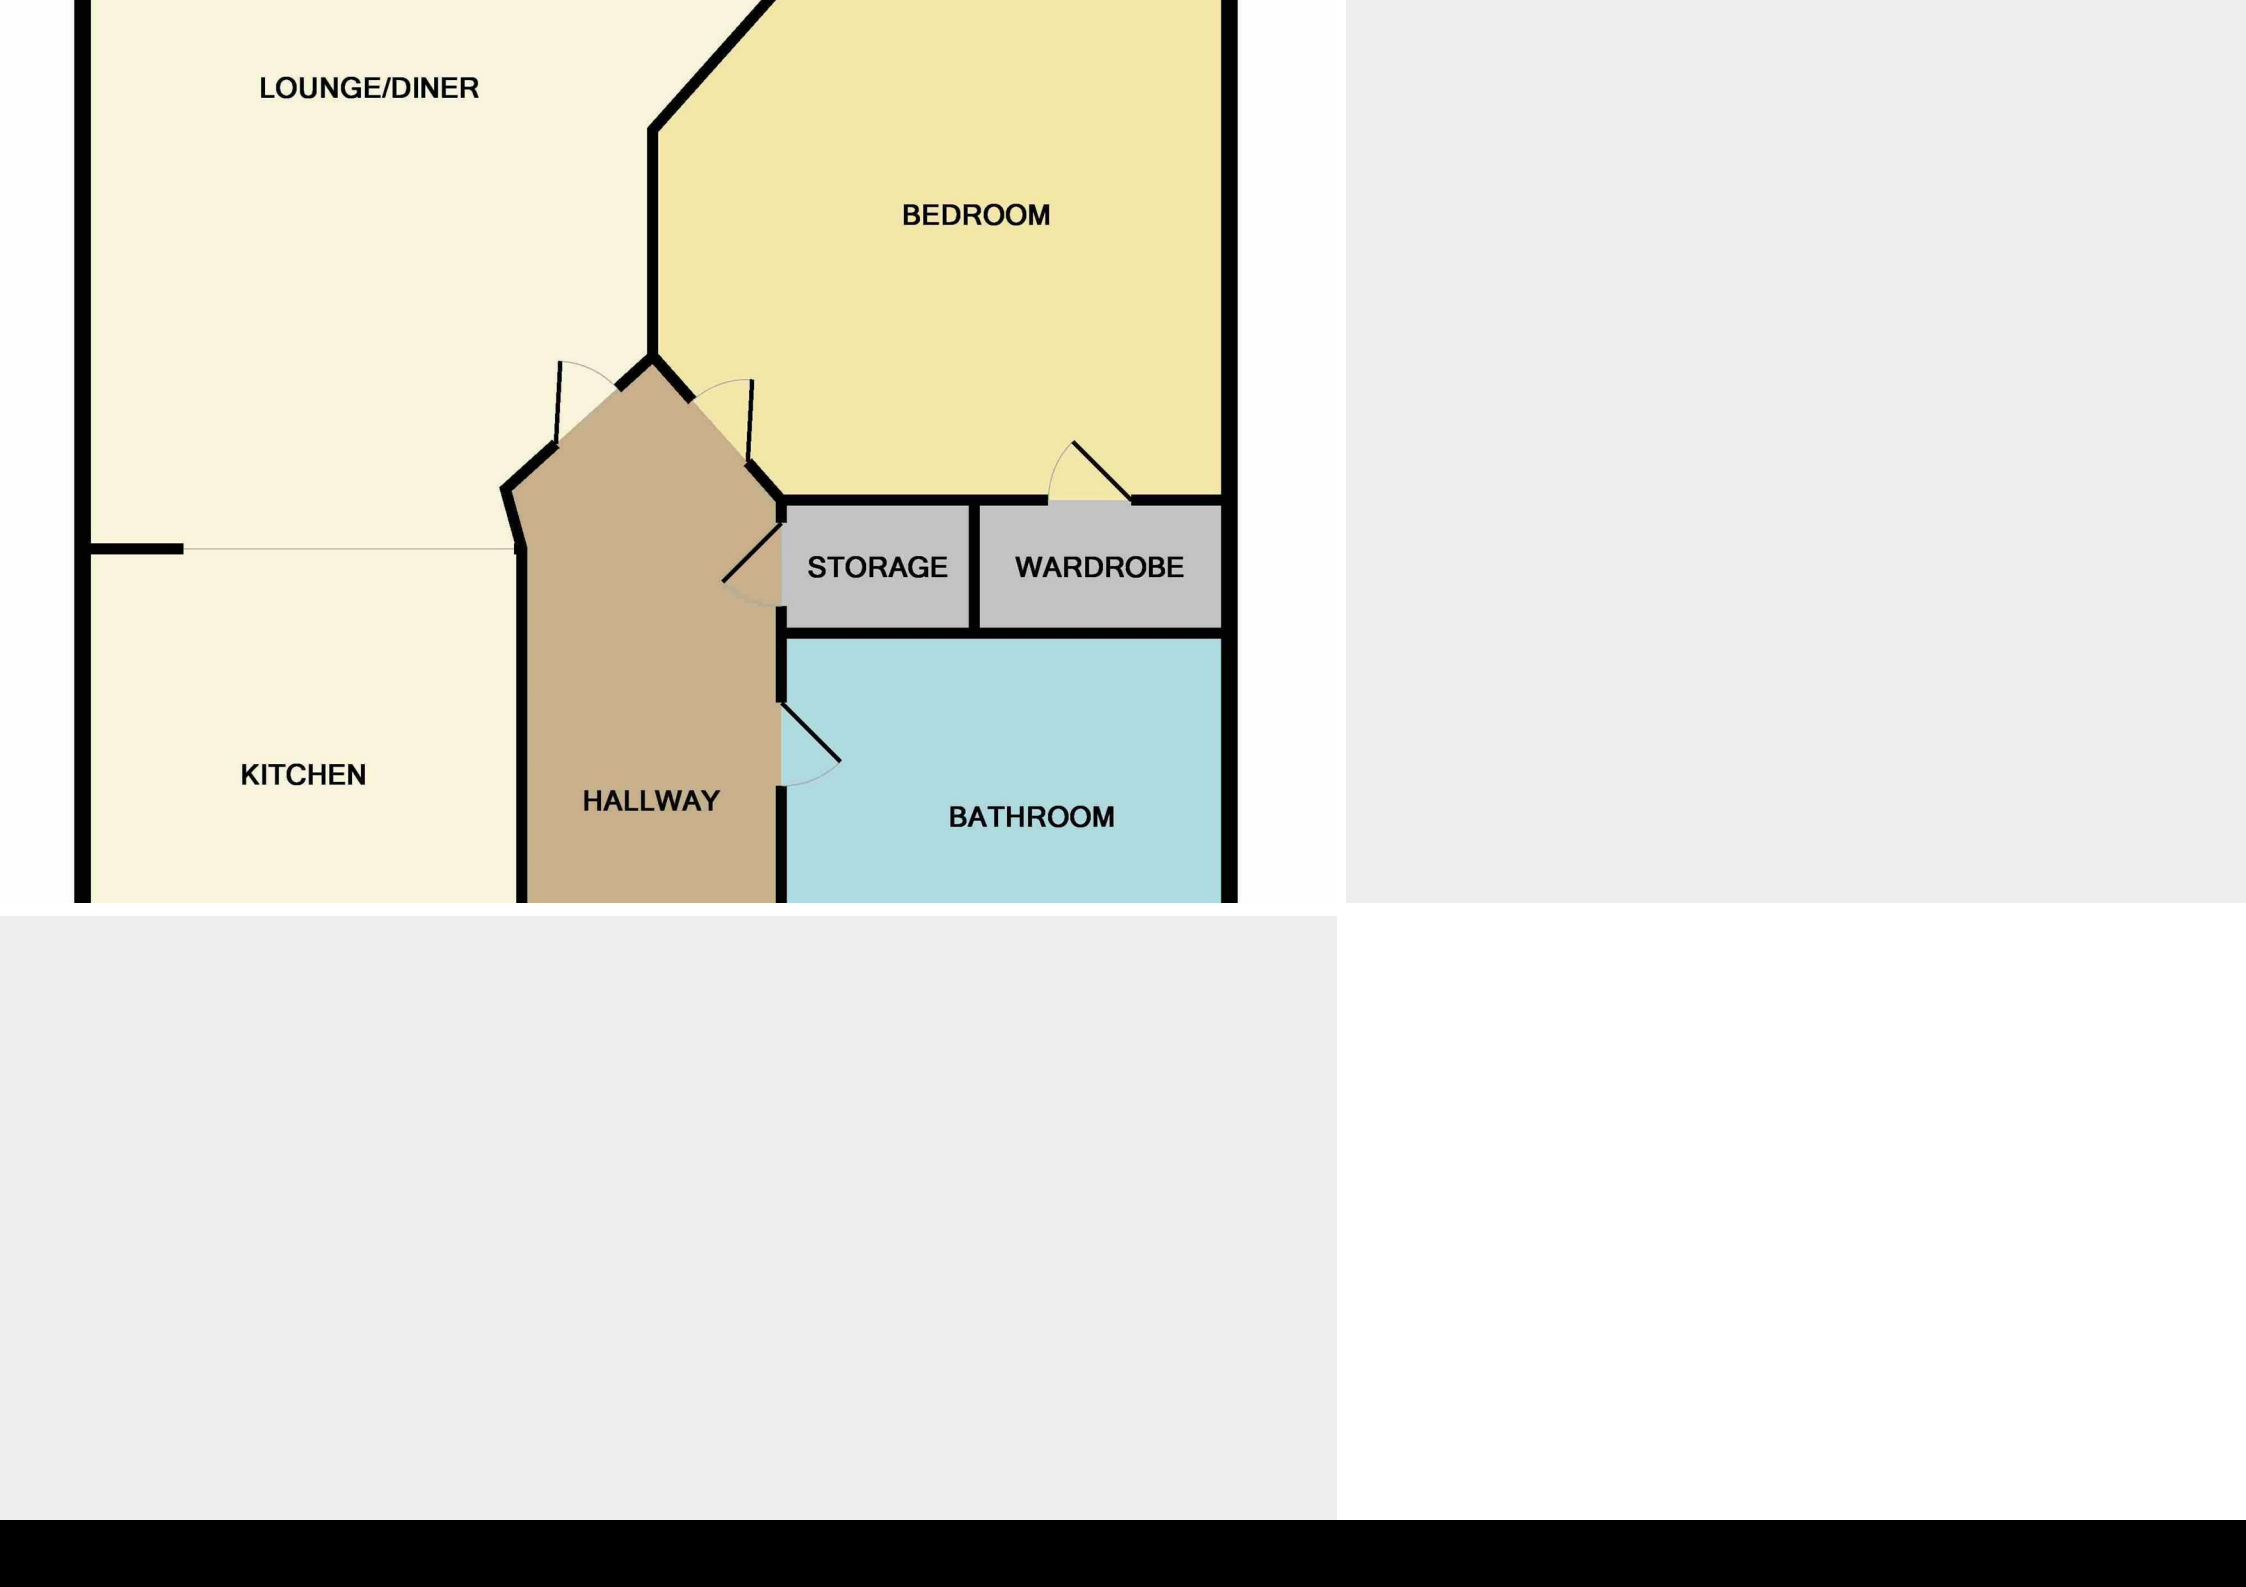 LOUNGE/DINER
BEDROOM
STORAGE
WARDROBE
KITCHEN
HALLWAY
BATHROOM